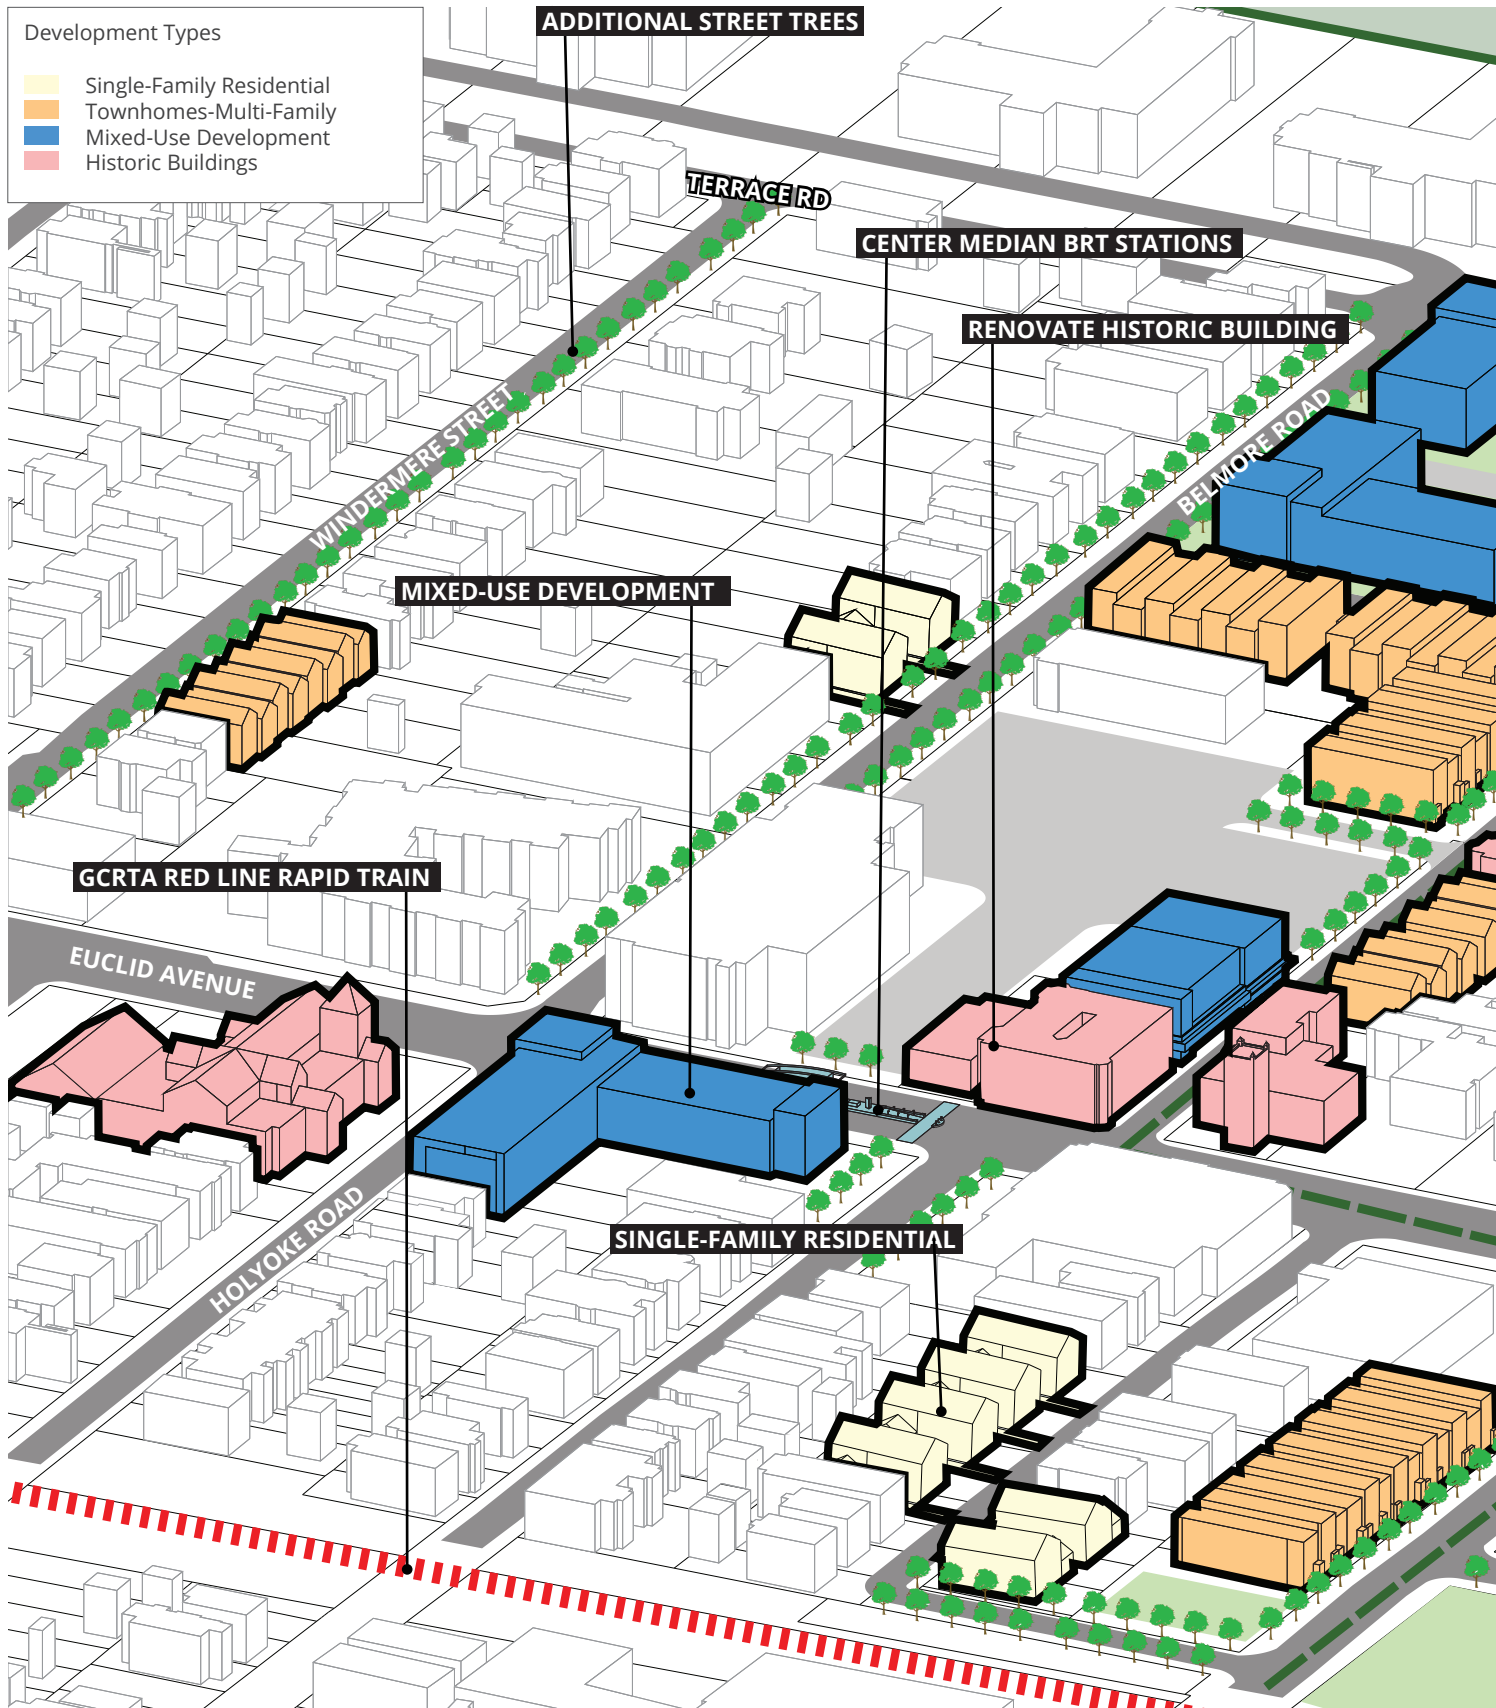 Development Types
Single-Family Residential
Townhomes-Multi-Family
Mixed-Use Development
Historic Buildings
ADDITIONAL STREET TREES
TERRACE RD
CENTER MEDIAN BRT STATIONS
RENOVATE HISTORIC BUILDING
WINDERMERE STREET
BELMORE ROAD
MIXED-USE DEVELOPMENT
GCRTA RED LINE RAPID TRAIN
EUCLID AVENUE
HOLYOKE ROAD
SINGLE-FAMILY RESIDENTIAL